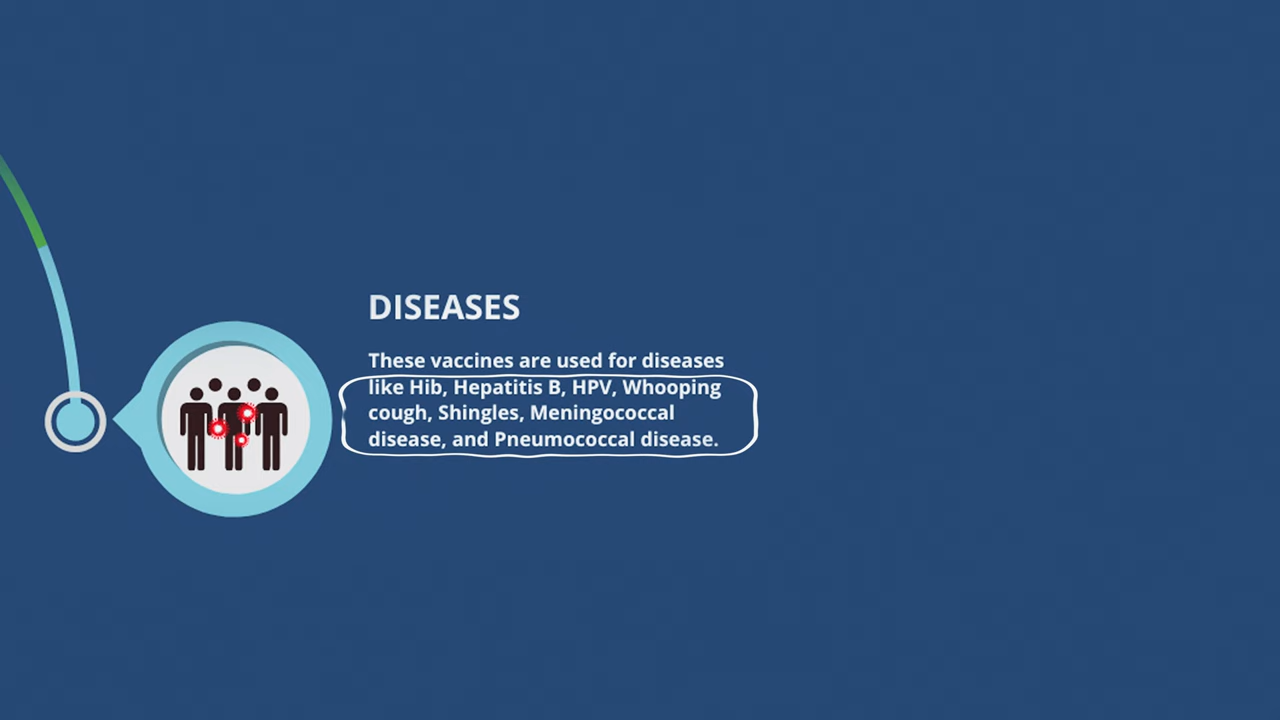 DISEASES
These vaccines are used for diseases
like Hib, Hepatitis B, HPV, Whooping
cough, Shingles, Meningococcal
disease, and Pneumococcal disease.